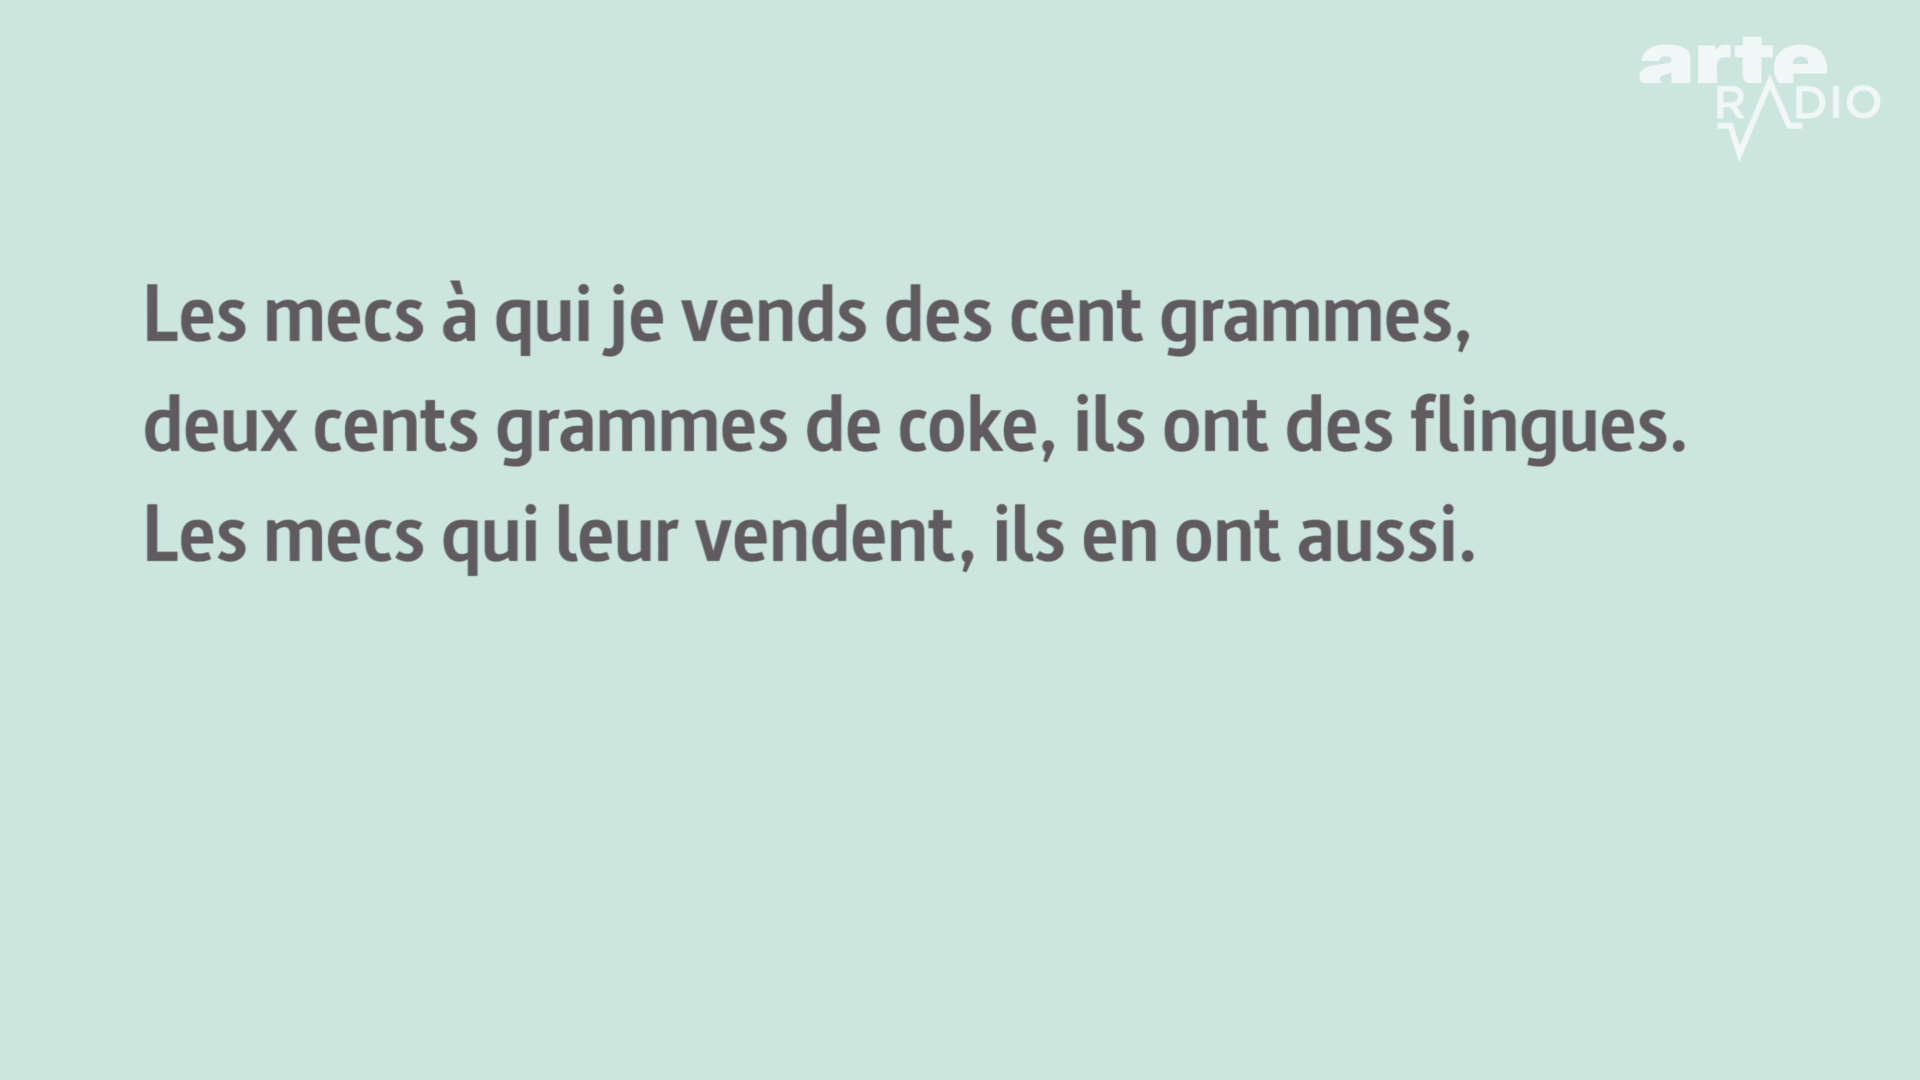 arte
RADIO
Les mecs à qui je vends des cent grammes,
deux cents grammes de coke, ils ont des flingues.
Les mecs qui leur vendent, ils en ont aussi.